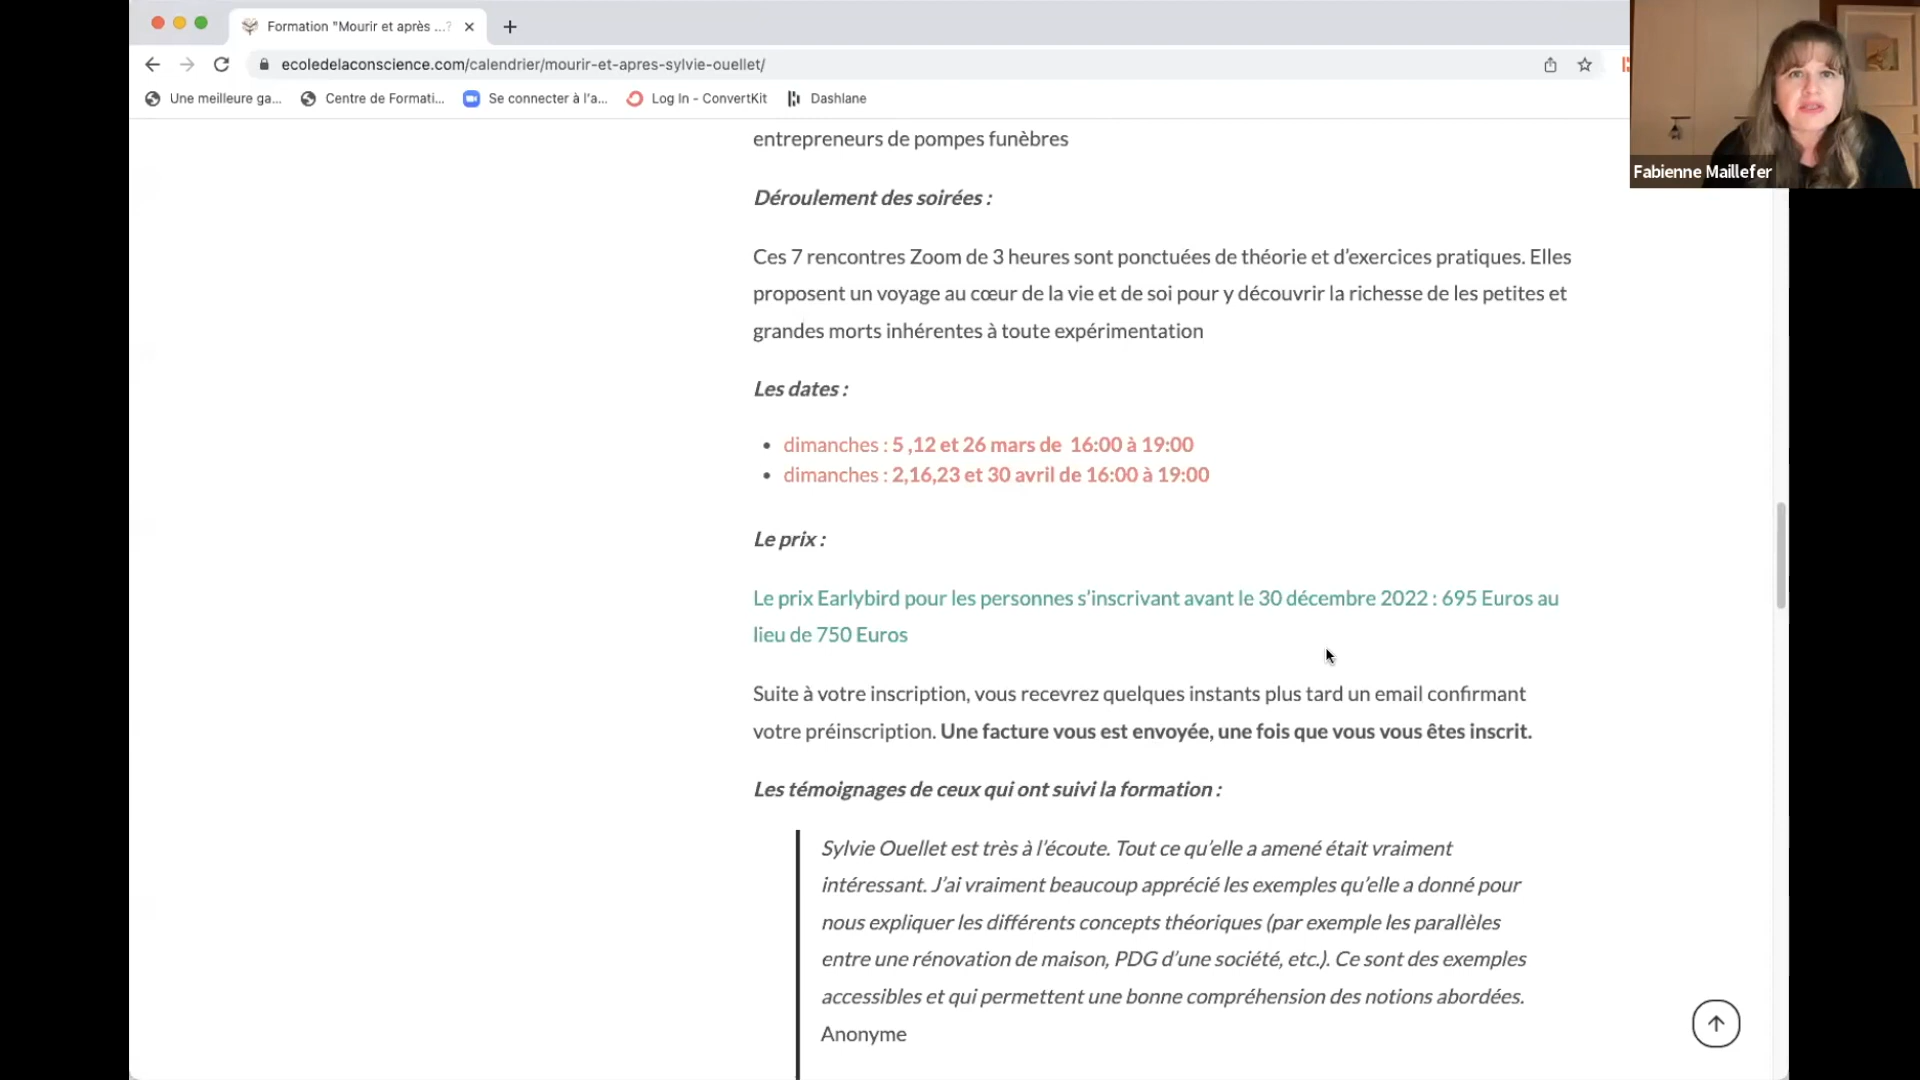 Formation "Mourir et après ...?
ecoledelaconscience.com/calendrier/mourir-et-apres-sylvie-ouellet/
Une meilleure ga...
Centre de Formati...
Se connecter à l'a...
Log In - ConvertKit
Dashlane
Fabienne Maillefer
entrepreneurs de pompes funèbres
Déroulement des soirées :
Ces 7 rencontres Zoom de 3 heures sont ponctuées de théorie et d'exercices pratiques. Elles
proposent un voyage au cœur de la vie et de soi pour y découvrir la richesse de les petites et
grandes morts inhérentes à toute expérimentation
Les dates :
• dimanches : 5 ,12 et 26 mars de 16:00 à 19:00
• dimanches : 2,16,23 et 30 avril de 16:00 à 19:00
Le prix :
Le prix Earlybird pour les personnes s'inscrivant avant le 30 décembre 2022 : 695 Euros au
lieu de 750 Euros
Suite à votre inscription, vous recevrez quelques instants plus tard un email confirmant
votre préinscription. Une facture vous est envoyée, une fois que vous vous êtes inscrit.
Les témoignages de ceux qui ont suivi la formation :
Sylvie Ouellet est très à l'écoute. Tout ce qu'elle a amené était vraiment
intéressant. J'ai vraiment beaucoup apprécié les exemples qu'elle a donné pour
nous expliquer les différents concepts théoriques (par exemple les parallèles
entre une rénovation de maison, PDG d'une société, etc.). Ce sont des exemples
accessibles et qui permettent une bonne compréhension des notions abordées.
Anonyme